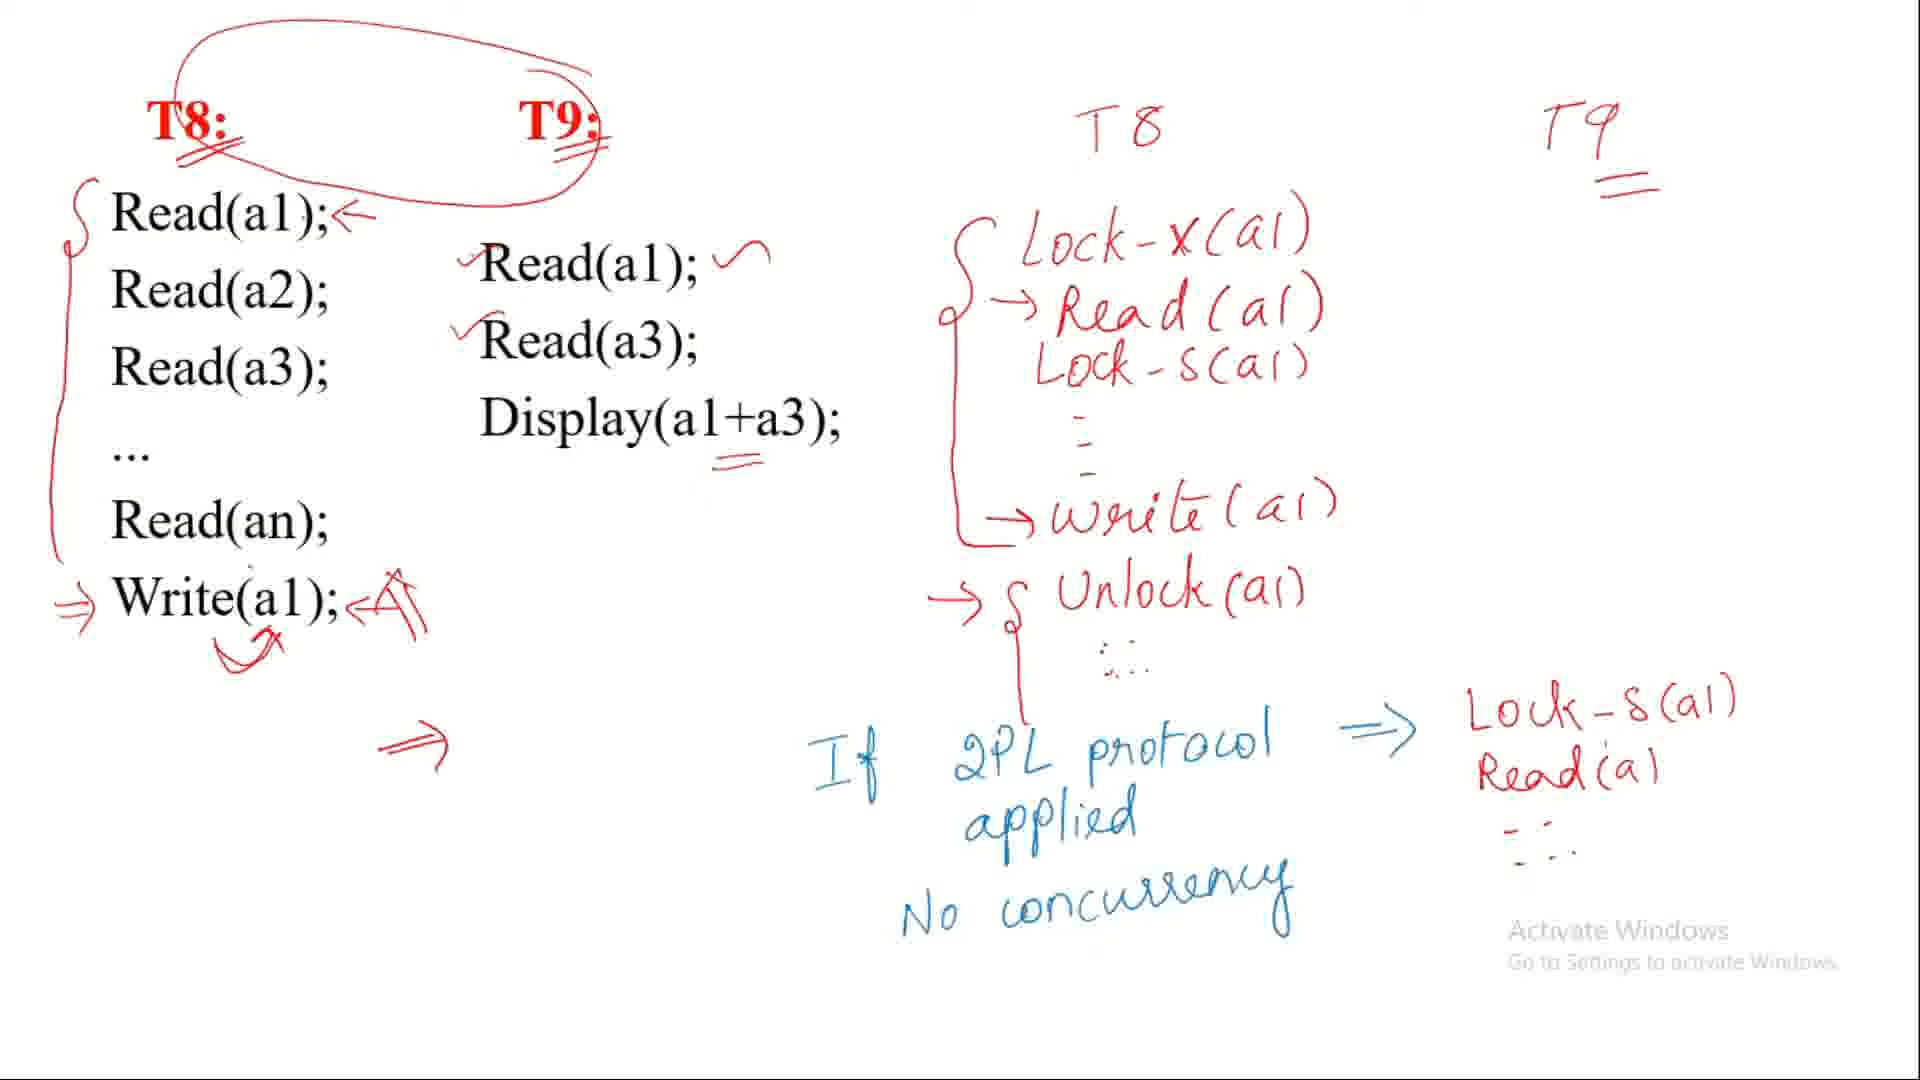 T8:
T9:
Read(a1);
Read(a2);
Read(a3);
...
Read(an);
Write(a1);
Read(a1);
Read(a3);
Display(a1+a3);
T8
T9
Lock-X(a1)
Read(a1)
Lock-S(a1)
Write(a1)
Unlock(a1)
If 2PL protocol
applied
No concurrency
Lock-S(a1)
Read(a)
Activate Windows
Go to Settings to activate Windows.